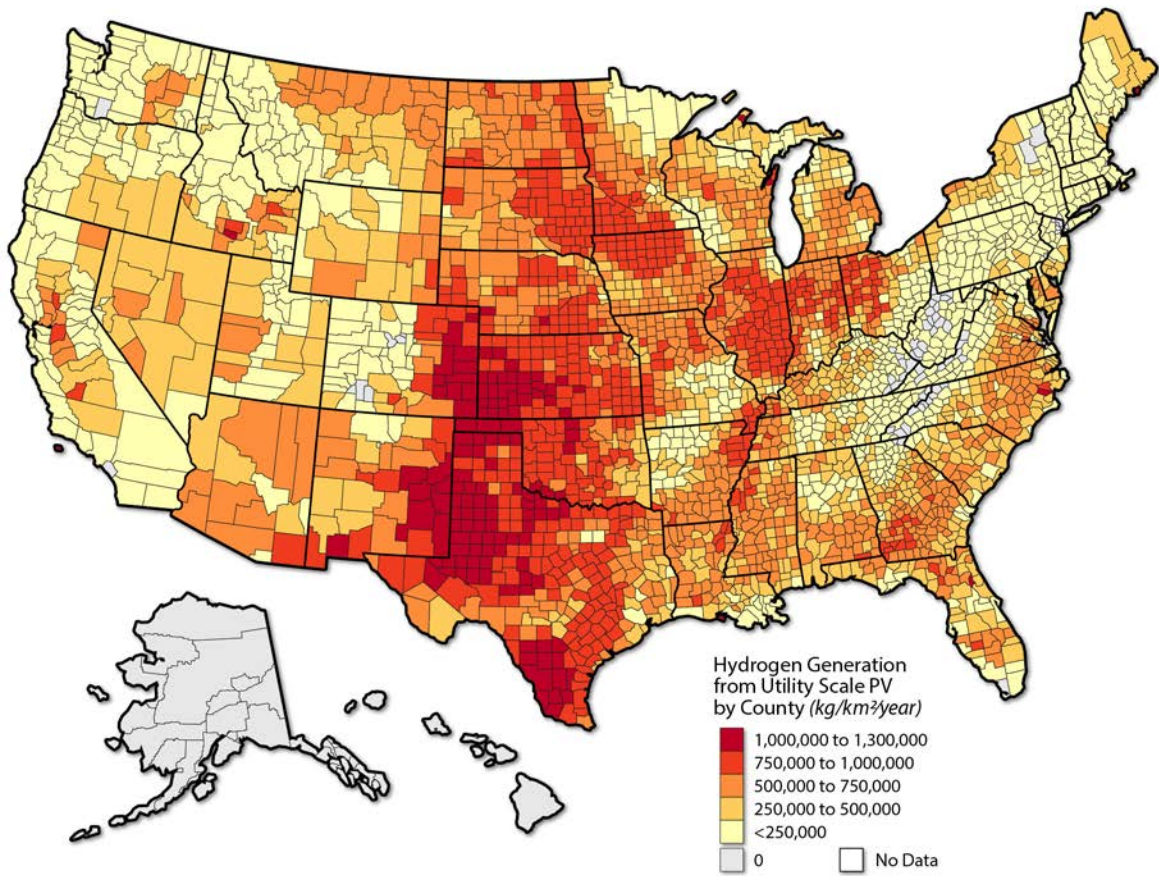 Hydrogen Generation
from Utility Scale PV
by County (kg/km²/year)
1,000,000 to 1,300,000
750,000 to 1,000,000
500,000 to 750,000
250,000 to 500,000
<250,000
0 No Data